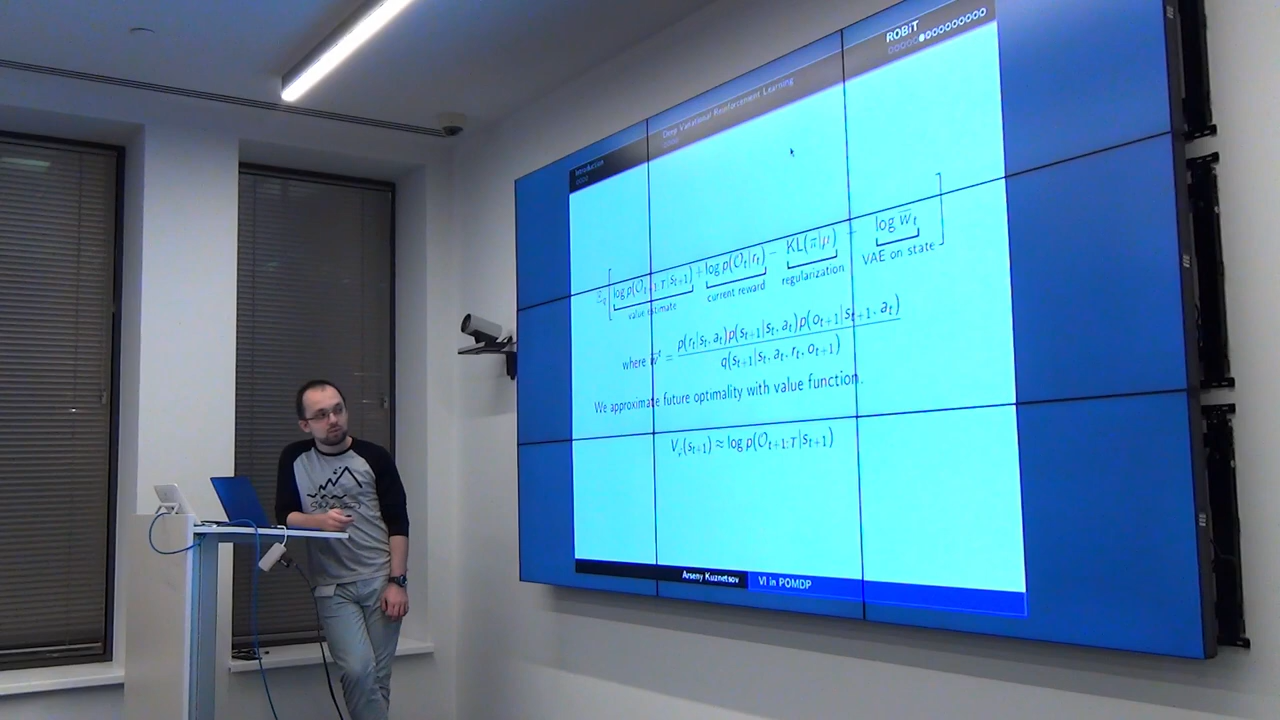 Introduction
Deep Variational Reinforcement Learning
ROBiT
𝔼_q [ log p(𝒪_{t+1:T}|s_{t+1}) + log p(𝒪_t|r_t) − KL(π|μ) − log w̅_t ]
value estimate
current reward
regularization
VAE on state
where w̅^t = p(r_t|s_t, a_t)p(s_{t+1}|s_t, a_t)p(o_{t+1}|s_{t+1}, a_t)
q(s_{t+1}|s_t, a_t, r_t, o_{t+1})
We approximate future optimality with value function.
V_v(s_{t+1}) ≈ log p(𝒪_{t+1:T}|s_{t+1})
Arseny Kuznetsov
VI in POMDP